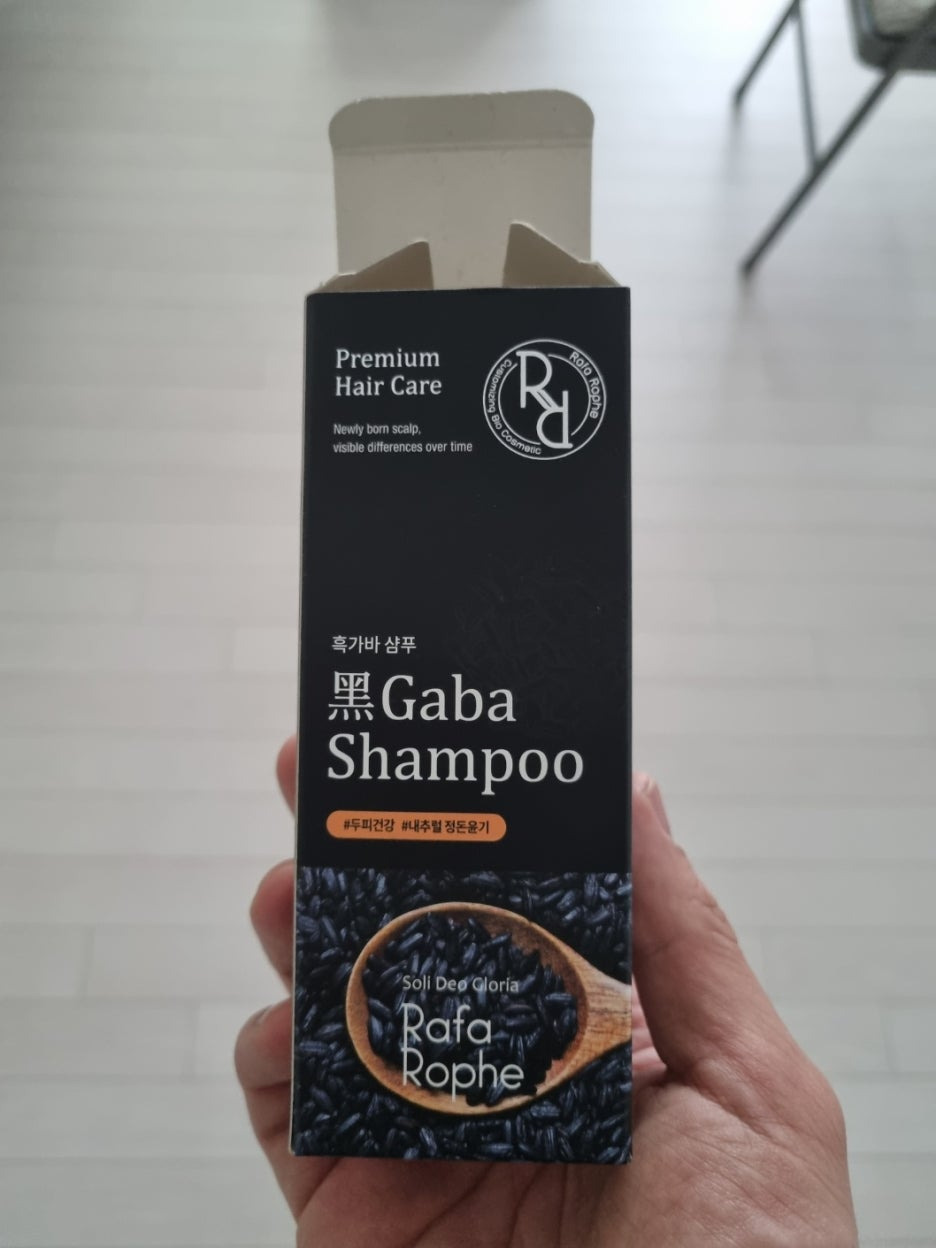 Premium
Hair Care
Newly born scalp,
visible differences over time
Rafa Rophe
Customizing Bio Cosmetic
RR
흑가바 샴푸
黑Gaba
Shampoo
#두피건강 #내추럴 정돈윤기
Soli Deo Gloria
Rafa
Rophe